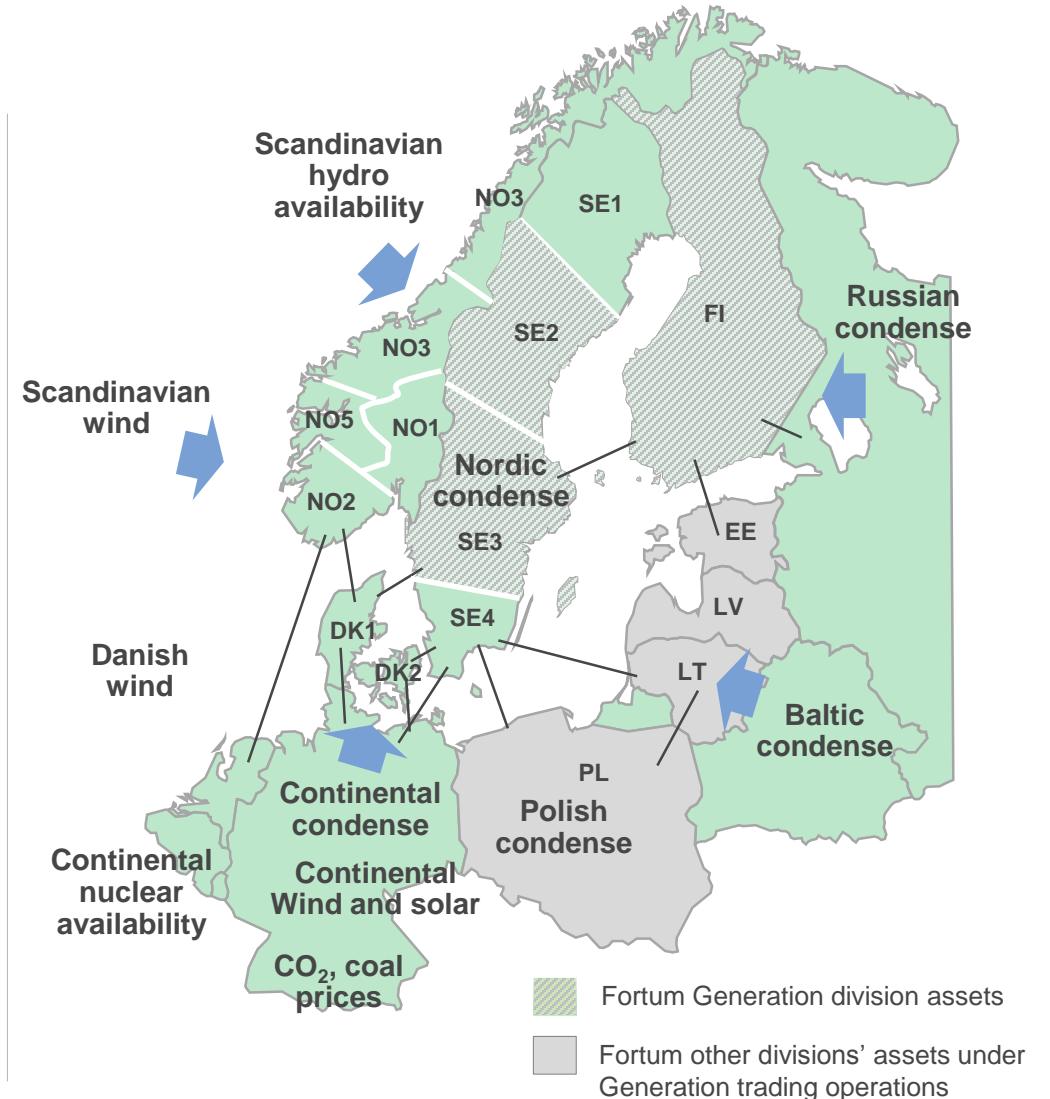 Scandinavian
hydro
availability
NO3
SE1
Russian
condense
FI
SE2
NO3
Scandinavian
wind
NO5
NO1
Nordic
condense
NO2
SE3
EE
LV
SE4
DK1
Danish
wind
DK2
LT
Baltic
condense
PL
Polish
condense
Continental
condense
Continental
nuclear
availability
Continental
Wind and solar
CO₂, coal
prices
Fortum Generation division assets
Fortum other divisions’ assets under
Generation trading operations